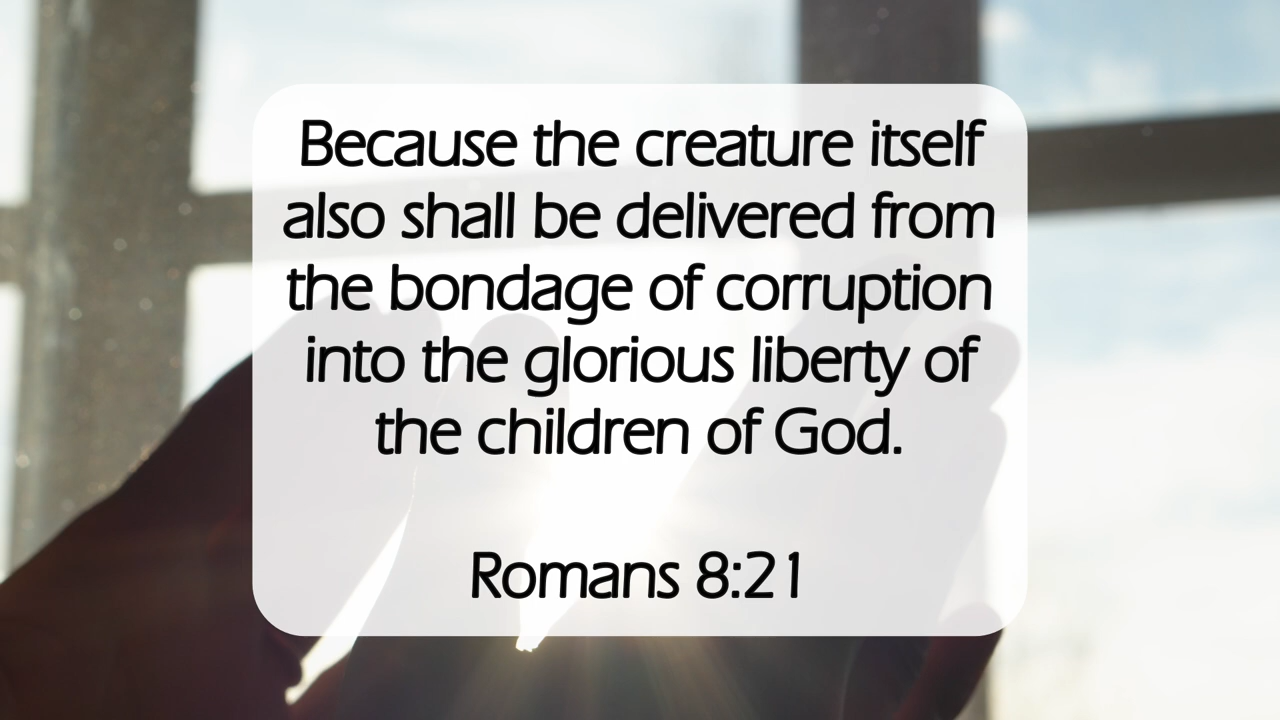 Because the creature itself
also shall be delivered from
the bondage of corruption
into the glorious liberty of
the children of God.
Romans 8:21